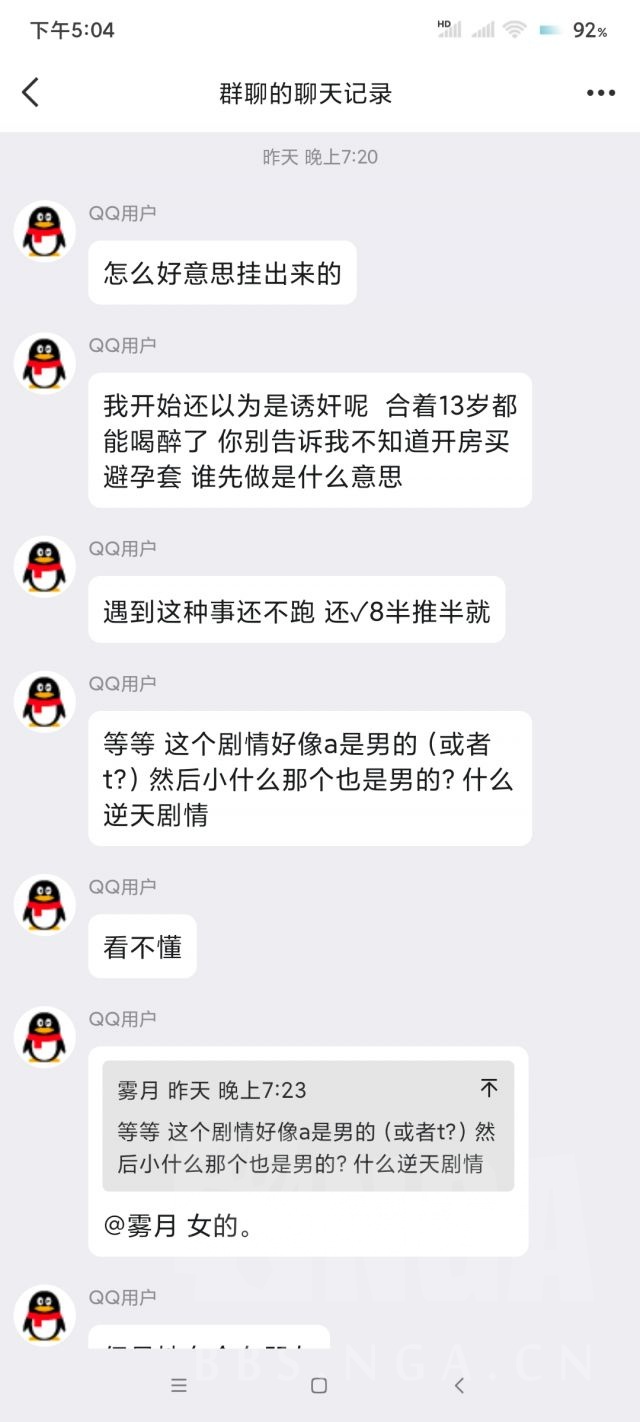 下午5:04
HD
92%
群聊的聊天记录
昨天 晚上7:20
QQ用户
怎么好意思挂出来的
QQ用户
我开始还以为是诱奸呢 合着13岁都
能喝醉了 你别告诉我不知道开房买
避孕套 谁先做是什么意思
QQ用户
遇到这种事还不跑 还√8半推半就
QQ用户
等等 这个剧情好像a是男的（或者
t?）然后小什么那个也是男的? 什么
逆天剧情
QQ用户
看不懂
QQ用户
雾月 昨天 晚上7:23
等等 这个剧情好像a是男的（或者t?）然
后小什么那个也是男的? 什么逆天剧情
@雾月 女的。
QQ用户
NGA
BBS.NGA.CN